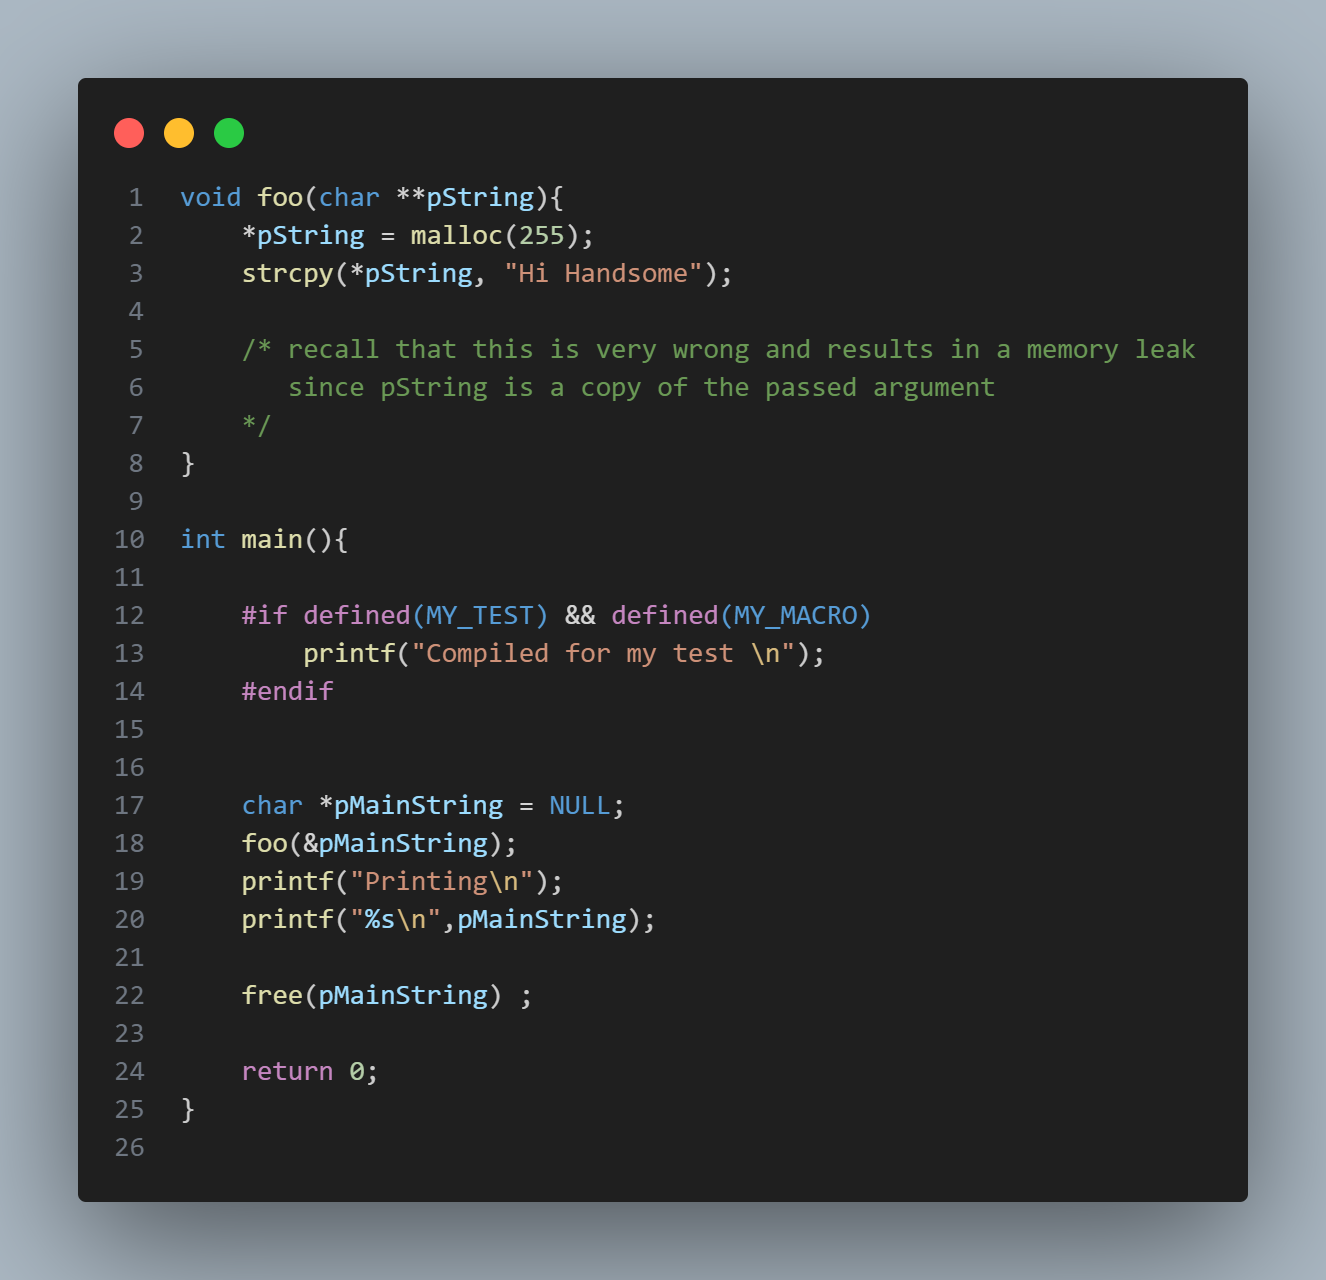 1 void foo(char **pString){
2     *pString = malloc(255);
3     strcpy(*pString, "Hi Handsome");
4
5     /* recall that this is very wrong and results in a memory leak
6        since pString is a copy of the passed argument
7     */
8 }
9
10 int main(){
11
12     #if defined(MY_TEST) && defined(MY_MACRO)
13         printf("Compiled for my test \n");
14     #endif
15
16
17     char *pMainString = NULL;
18     foo(&pMainString);
19     printf("Printing\n");
20     printf("%s\n",pMainString);
21
22     free(pMainString) ;
23
24     return 0;
25 }
26